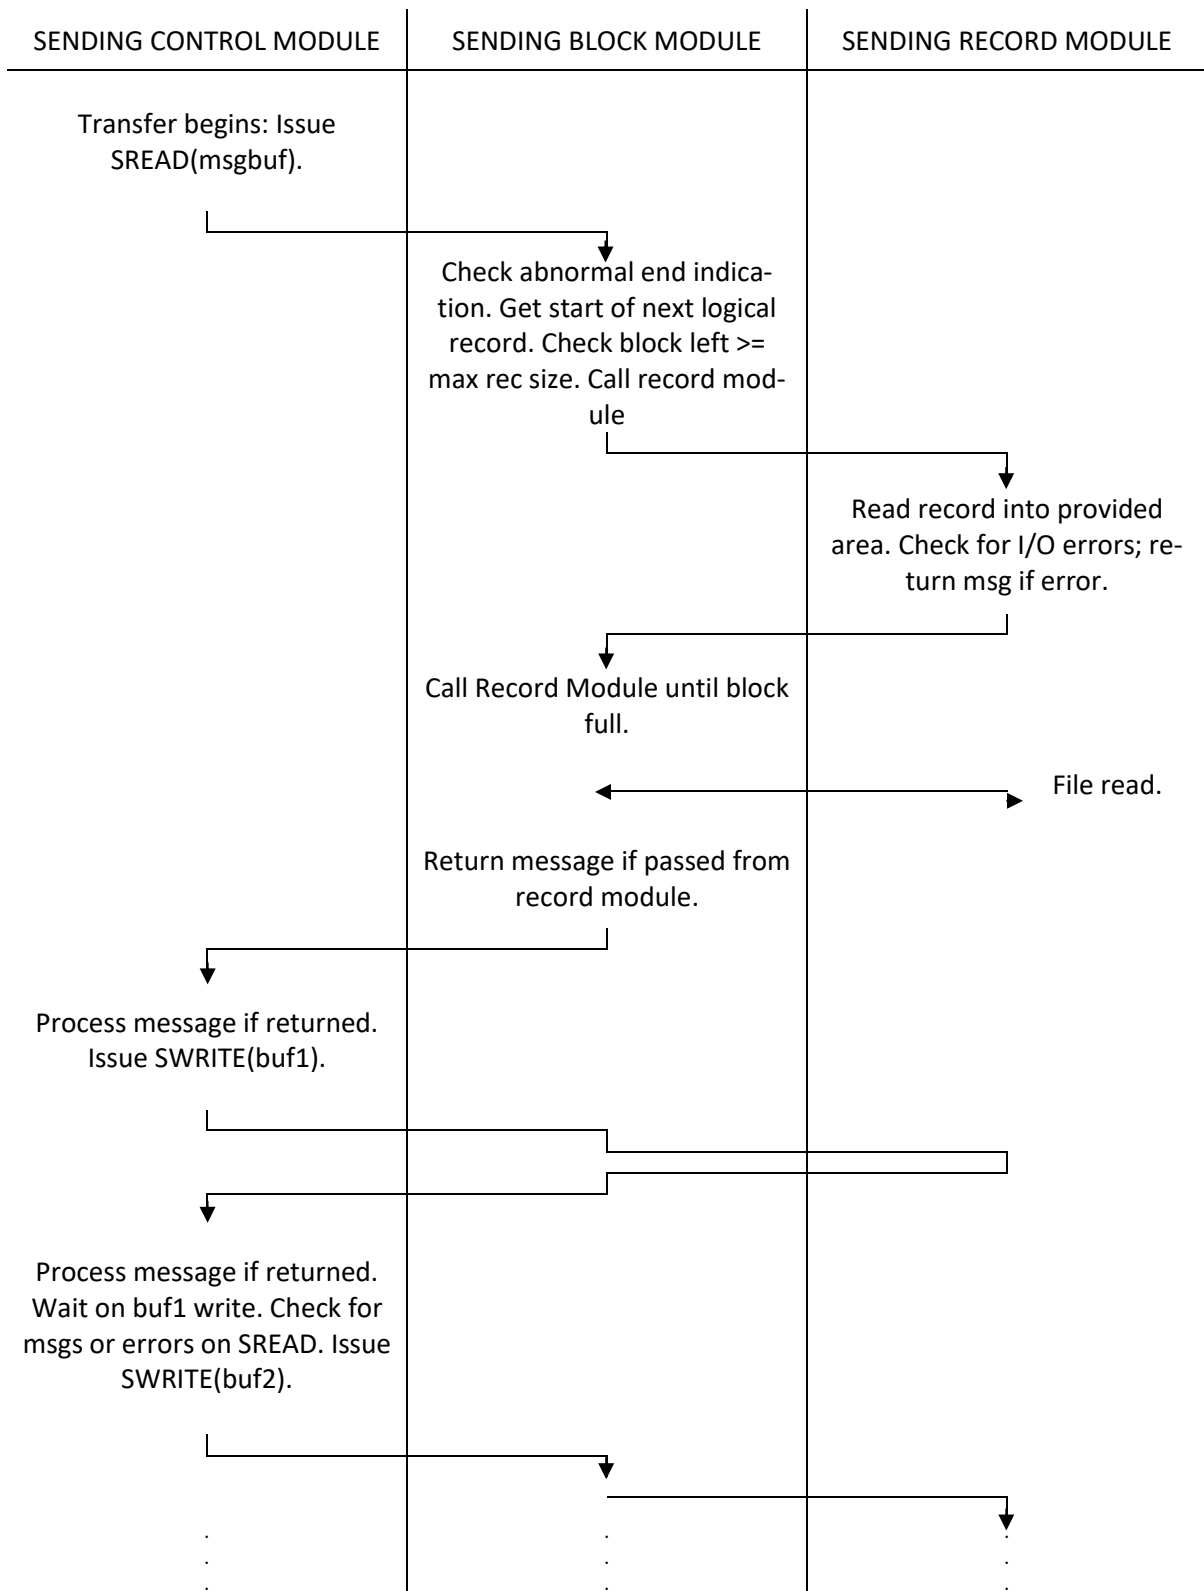 SENDING CONTROL MODULE
SENDING BLOCK MODULE
SENDING RECORD MODULE
Transfer begins: Issue
SREAD(msgbuf).
Check abnormal end indica-
tion. Get start of next logical
record. Check block left >=
max rec size. Call record mod-
ule
Read record into provided
area. Check for I/O errors; re-
turn msg if error.
Call Record Module until block
full.
File read.
Return message if passed from
record module.
Process message if returned.
Issue SWRITE(buf1).
Process message if returned.
Wait on buf1 write. Check for
msgs or errors on SREAD. Issue
SWRITE(buf2).
. . .
. . .
. . .